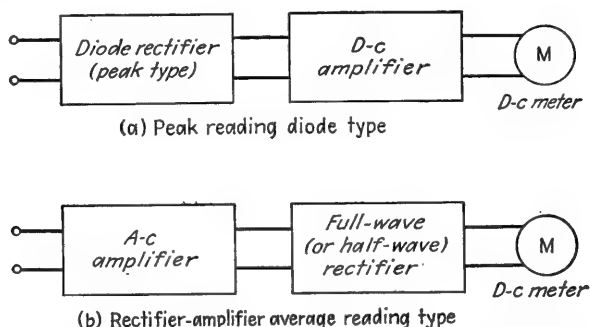 Diode rectifier
(peak type)
D-c
amplifier
M
D-c meter
(a) Peak reading diode type
A-c
amplifier
Full-wave
(or half-wave)
rectifier
M
D-c meter
(b) Rectifier-amplifier average reading type